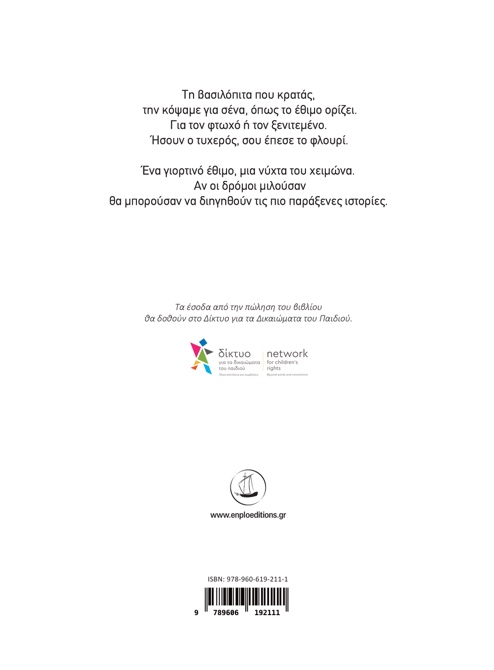 Τη βασιλόπιτα που κρατάς,
την κόψαμε για σένα, όπως το έθιμο ορίζει.
Για τον φτωχό ή τον ξενιτεμένο.
Ήσουν ο τυχερός, σου έπεσε το φλουρί.
Ένα γιορτινό έθιμο, μια νύχτα του χειμώνα.
Αν οι δρόμοι μιλούσαν
θα μπορούσαν να διηγηθούν τις πιο παράξενες ιστορίες.
Τα έσοδα από την πώληση του βιβλίου
θα δοθούν στο Δίκτυο για τα Δικαιώματα του Παιδιού.
δίκτυο
για τα δικαιώματα
του παιδιού
network
for children's
rights
www.enploeditions.gr
ISBN: 978-960-619-211-1
9 789606 192111